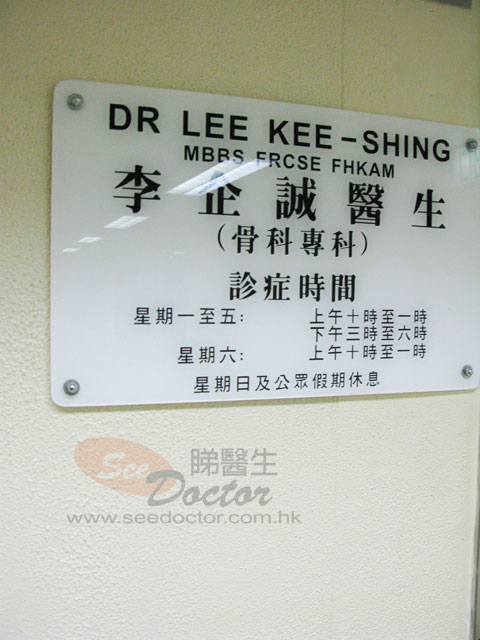 DR LEE KEE-SHING
MBBS FRCSE FHKAM
李企誠醫生
(骨科專科)
診症時間
星期一至五: 上午十時至一時
下午三時至六時
星期六: 上午十時至一時
星期日及公眾假期休息
See 睇醫生
Doctor
www.seedoctor.com.hk